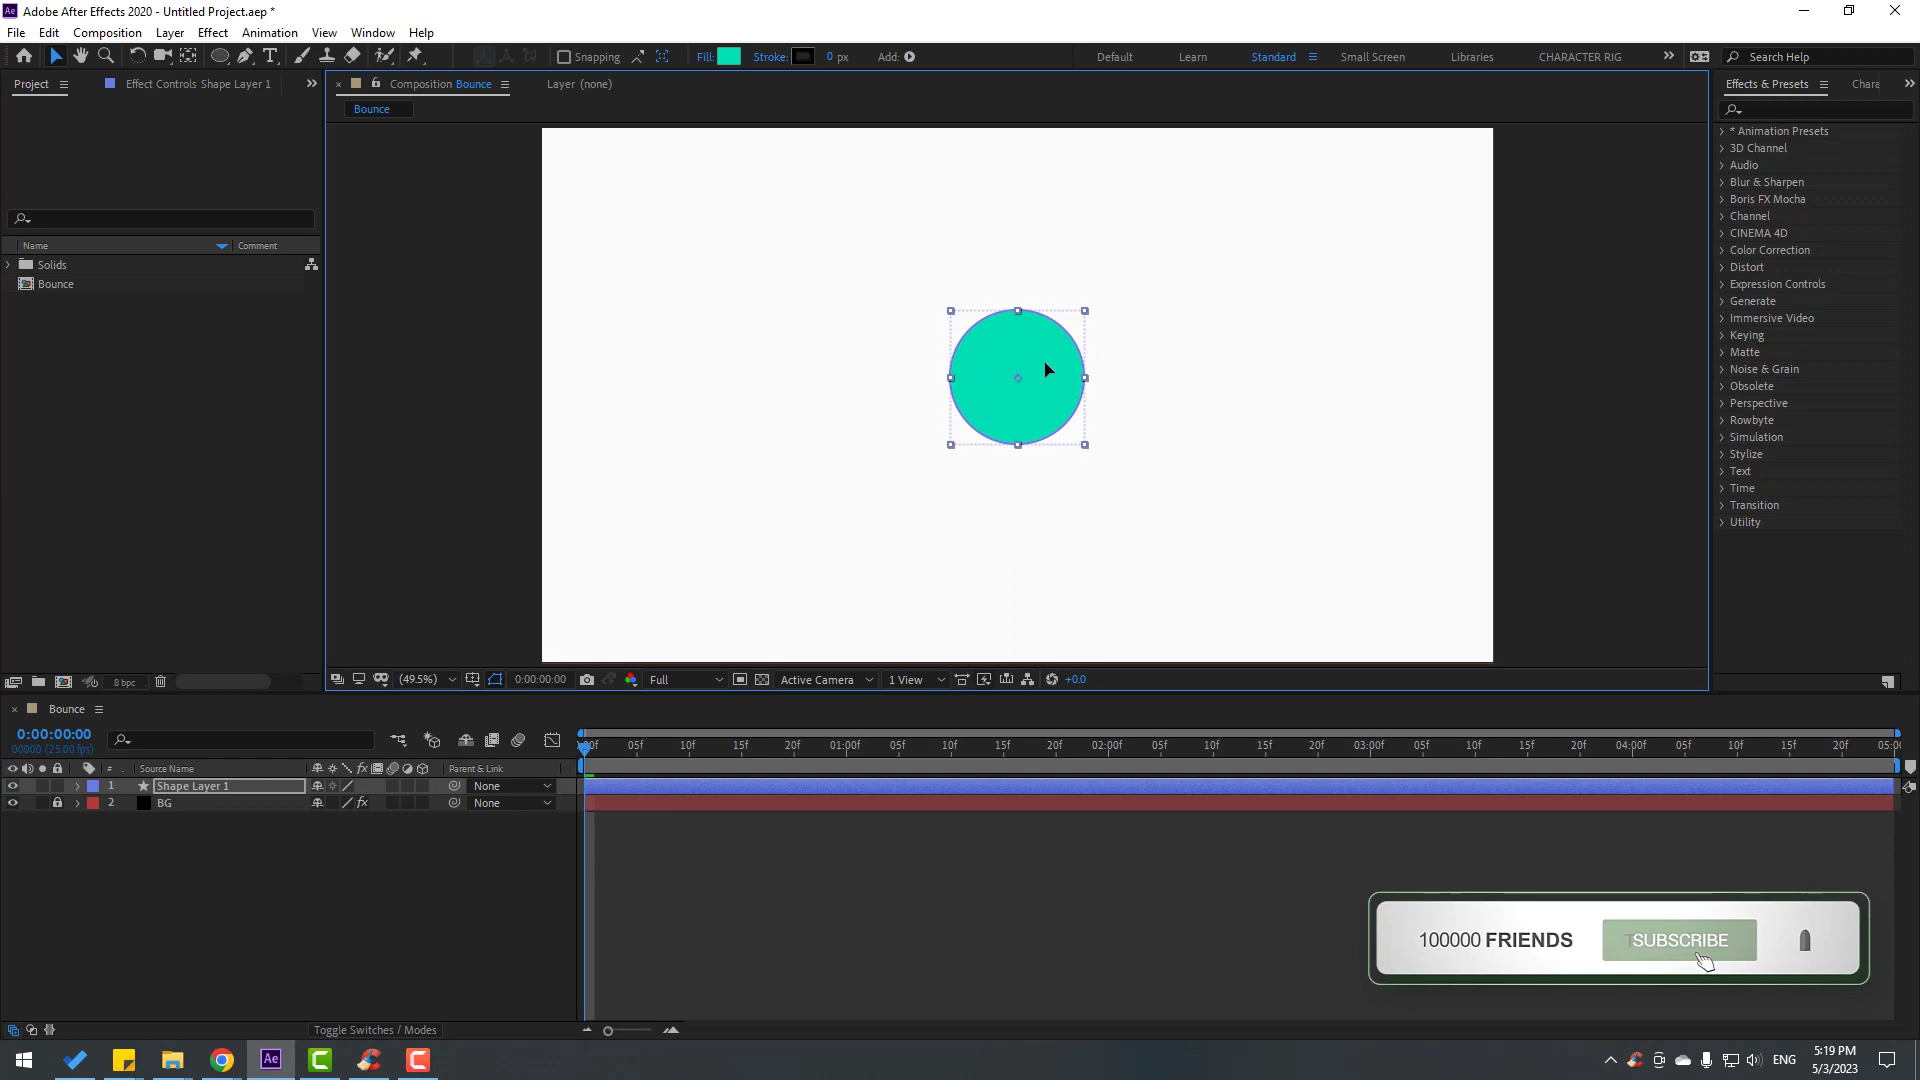 Adobe After Effects 2020 - Untitled Project.aep *
File Edit Composition Layer Effect Animation View Window Help
Snapping Fill: Stroke: 0 px Add: Default Learn Standard Small Screen Libraries CHARACTER RIG Search Help
Project Effect Controls Shape Layer 1 Composition Bounce Layer (none) Effects & Presets Chara
Bounce
* Animation Presets
3D Channel
Audio
Blur & Sharpen
Boris FX Mocha
Channel
CINEMA 4D
Color Correction
Distort
Expression Controls
Generate
Immersive Video
Keying
Matte
Noise & Grain
Obsolete
Perspective
Rowbyte
Simulation
Stylize
Text
Time
Transition
Utility
Name Comment
Solids
Bounce
8 bpc
(49.5%) 0:00:00:00 Full Active Camera 1 View +0.0
Bounce
0:00:00:00
00000 (25.00 fps)
00f 05f 10f 15f 20f 01:00f 05f 10f 15f 20f 02:00f 05f 10f 15f 20f 03:00f 05f 10f 15f 20f 04:00f 05f 10f 15f 20f 05:00
# Source Name fx Parent & Link
1 Shape Layer 1 None
2 BG fx None
100000 FRIENDS SUBSCRIBE
Toggle Switches / Modes
Ae
ENG
5:19 PM
5/3/2023